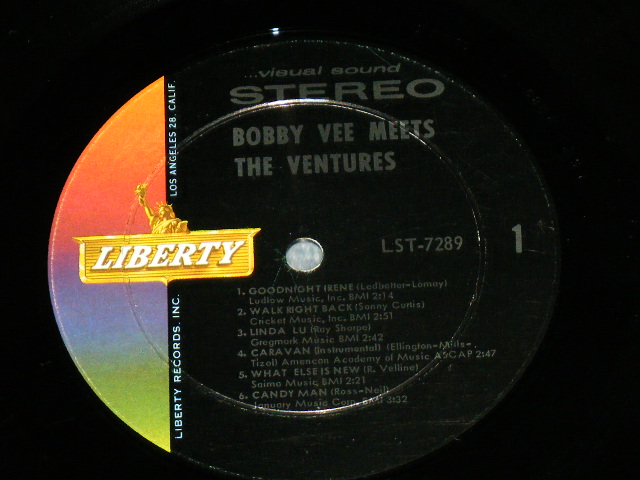 ...visual sound
STEREO
BOBBY VEE MEETS
THE VENTURES
LST-7289
1
LIBERTY
LOS ANGELES 28, CALIF.
LIBERTY RECORDS, INC.
1. GOODNIGHT IRENE (Ledbetter-Lomax)
Ludlow Music, Inc. BMI 2:14
2. WALK RIGHT BACK (Sonny Curtis)
Cricket Music, Inc. BMI 2:51
3. LINDA LU (Ray Sharpe)
Gregmark Music BMI 2:42
4. CARAVAN (Instrumental) (Ellington-Mills-
Tizol) American Academy of Music ASCAP 2:47
5. WHAT ELSE IS NEW (R. Velline)
Saima Music BMI 2:21
6. CANDY MAN (Ross-Neil)
January Music Corp. BMI 3:32